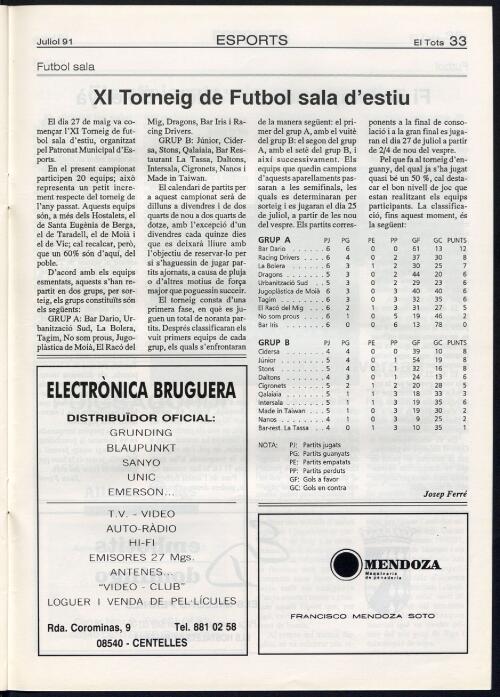 Juliol 91
ESPORTS
El Tots 33
Futbol sala
XI Torneig de Futbol sala d'estiu
El dia 27 de maig va co-
mençar l'XI Torneig de fut-
bol sala d'estiu, organitzat
pel Patronat Municipal d'Es-
ports.
En el present campionat
participen 20 equips; això
representa un petit incre-
ment respecte del torneig de
l'any passat. Aquests equips
són, a més dels Hostalets, el
de Santa Eugènia de Berga,
el de Taradell, el de Moià i
el de Vic; cal recalcar, però,
que un 60% són d'aquí, del
poble.
D'acord amb els equips
esmentats, aquests s'han re-
partit en dos grups, per sor-
teig, els grups constituïts són
els següents:
GRUP A: Bar Dario, Ur-
banització Sud, La Bolera,
Tagim, No som prous, Jugo-
plàstica de Moià, El Racó del
Mig, Dragons, Bar Iris i Ra-
cing Drivers.
GRUP B: Júnior, Cider-
sa, Stons, Qalaiaia, Bar Res-
taurant La Tassa, Daltons,
Intersala, Cigronets, Nanos i
Made in Taiwan.
El calendari de partits per
a aquest campionat serà de
dilluns a divendres i de dos
quarts de nou a dos quarts de
dotze, amb l'excepció d'un
divendres cada quinze dies
que es deixarà lliure amb
l'objectiu de reservar-lo per
si s'haguessin de jugar par-
tits ajornats, a causa de pluja
o d'altres motius de força
major que poguessin succeir.
El torneig consta d'una
primera fase, en què es ju-
guen un total de noranta par-
tits. Després classificaran els
vuit primers equips de cada
grup, els quals s'enfrontaran
de la manera següent: el pri-
mer del grup A, amb el vuitè
del grup B: el segon del grup
A, amb el setè del grup B, i
així successivament. Els
equips que quedin campions
d'aquests aparellaments pas-
saran a les semifinals, les
quals es determinaran per
sorteig i es jugaran el dia 25
de juliol, a partir de les nou
del vespre. Els partits corres-
ponents a la final de conso-
lació i a la gran final es juga-
ran el dia 27 de juliol a partir
de 2/4 de nou del vespre.
Pel que fa al torneig d'en-
guany, del qual ja s'ha jugat
quasi bé un 50 %, cal desta-
car el bon nivell de joc que
estan realitzant els equips
participants. La classificació,
fins aquest moment, és
la següent:
GRUP A PJ PG PE PP GF GC PUNTS
Bar Dario 6 6 0 0 61 13 12
Racing Drivers 6 4 0 2 37 30 8
La Bolera 6 3 1 2 30 25 7
Dragons 5 3 0 2 44 20 6
Urbanització Sud 5 3 0 2 29 23 6
Jugoplàstica de Moià 6 3 0 3 40 40 6
Tagim 6 3 0 3 32 35 6
El Racó del Mig 6 2 1 3 31 27 5
No som prous 6 1 0 5 19 46 2
Bar Iris 6 0 0 6 13 78 0
GRUP B PJ PG PE PP GF GC PUNTS
Cidersa 4 4 0 0 39 10 8
Júnior 5 4 0 1 54 19 8
Stons 5 4 0 1 32 16 8
Daltons 4 3 0 1 24 13 6
Cigronets 5 2 1 2 20 28 5
Qalaiaia 5 1 1 3 18 33 3
Intersala 5 1 1 3 19 35 6
Made in Taiwan 5 1 0 3 19 30 2
Nanos 4 1 0 3 9 25 2
Bar-rest. La Tassa 4 0 1 3 10 35 1
NOTA: PJ: Partits jugats
PG: Partits guanyats
PE: Partits empatats
PP: Partits perduts
GF: Gols a favor
GC: Gols en contra
Josep Ferré
ELECTRÒNICA BRUGUERA
DISTRIBUÏDOR OFICIAL:
GRUNDING
BLAUPUNKT
SANYO
UNIC
EMERSON...
T.V. - VIDEO
AUTO-RÀDIO
HI-FI
EMISORES 27 Mgs.
ANTENES...
"VIDEO - CLUB"
LOGUER I VENDA DE PEL·LÍCULES
Rda. Corominas, 9 Tel. 881 02 58
08540 - CENTELLES
MENDOZA
Maquinaria
de panaderia
FRANCISCO MENDOZA SOTO